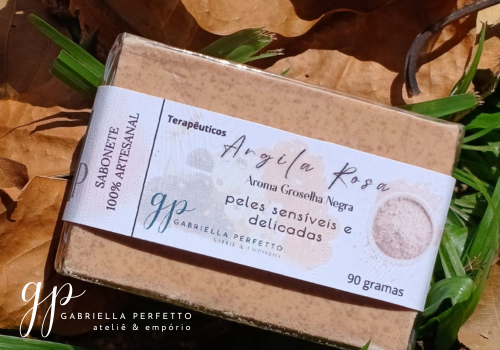 SABONETE
100% ARTESANAL
Terapêuticos
Argila Rosa
Aroma Groselha Negra
peles sensíveis e
delicadas
gp
GABRIELLA PERFETTO
90 gramas
gp
GABRIELLA PERFETTO
ateliê & empório